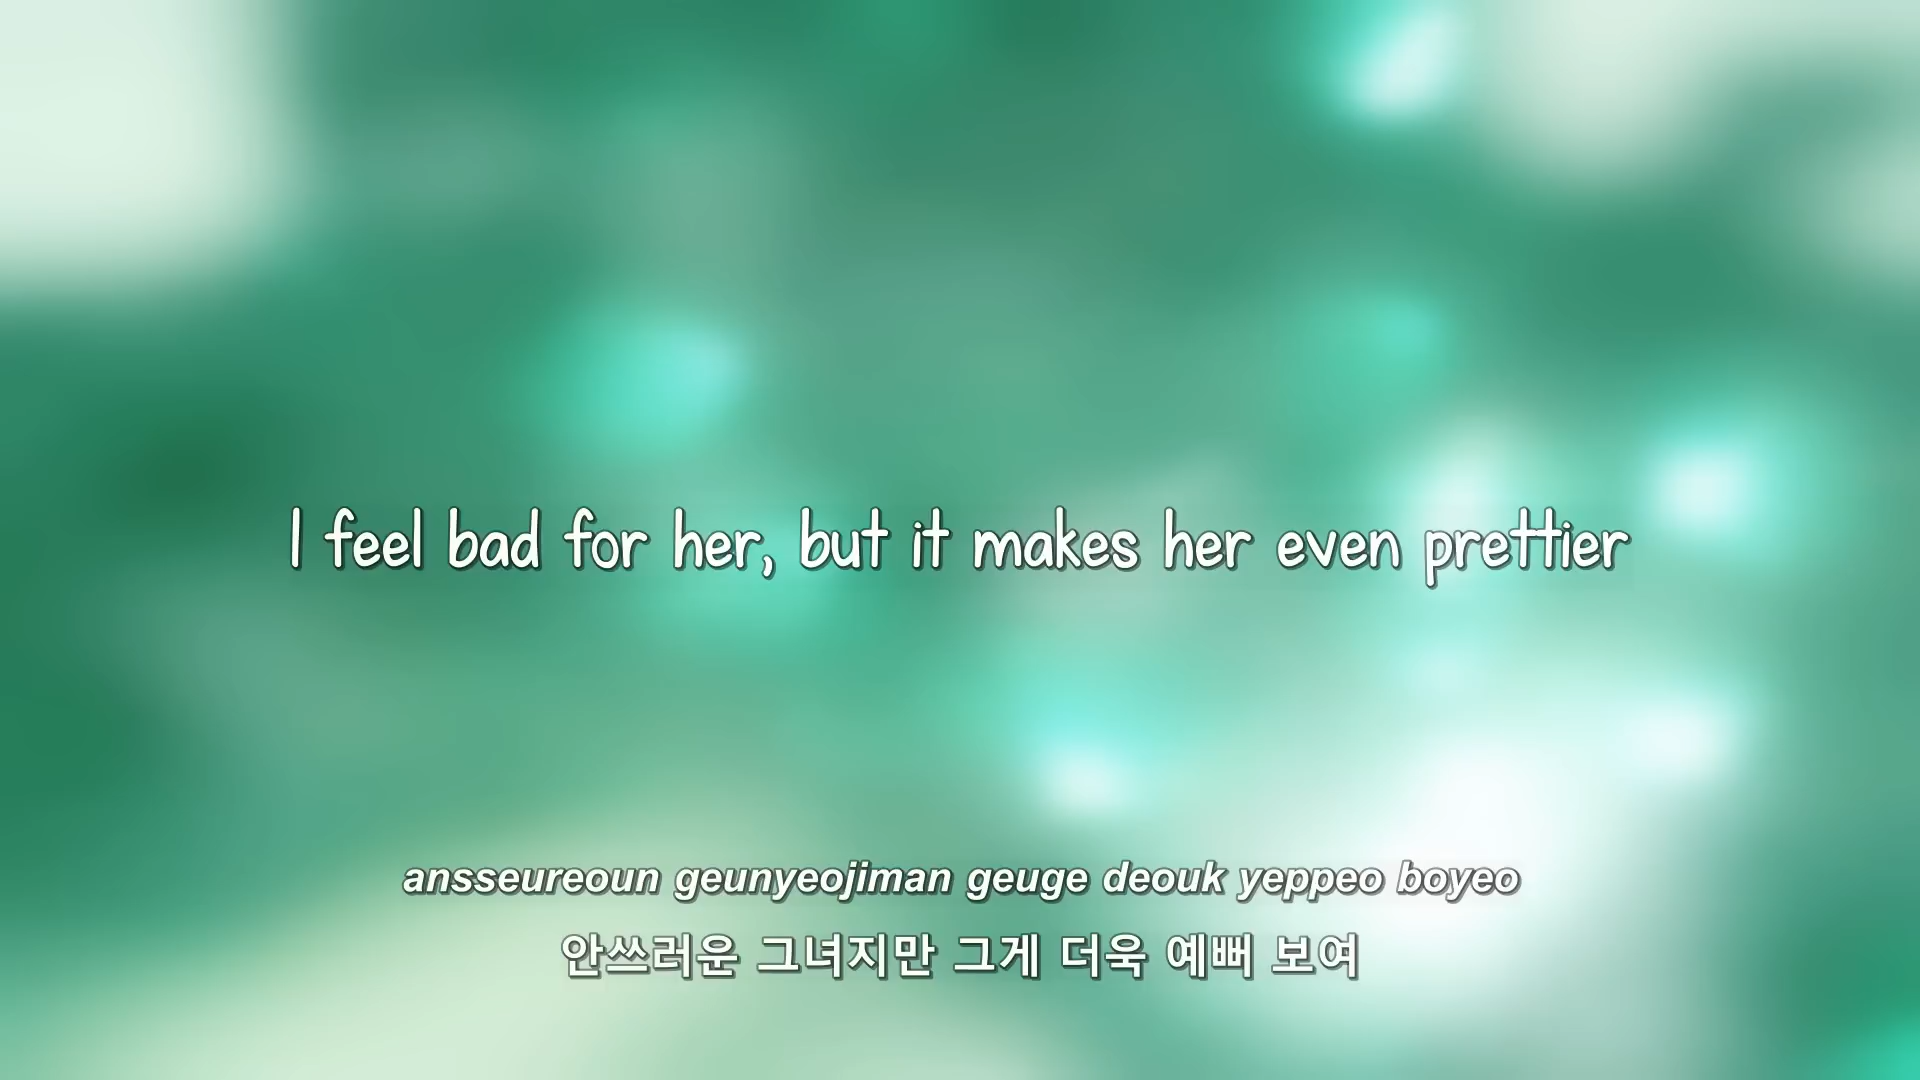 I feel bad for her, but it makes her even prettier
ansseureoun geunyeojiman geuge deouk yeppeo boyeo
안쓰러운 그녀지만 그게 더욱 예뻐 보여